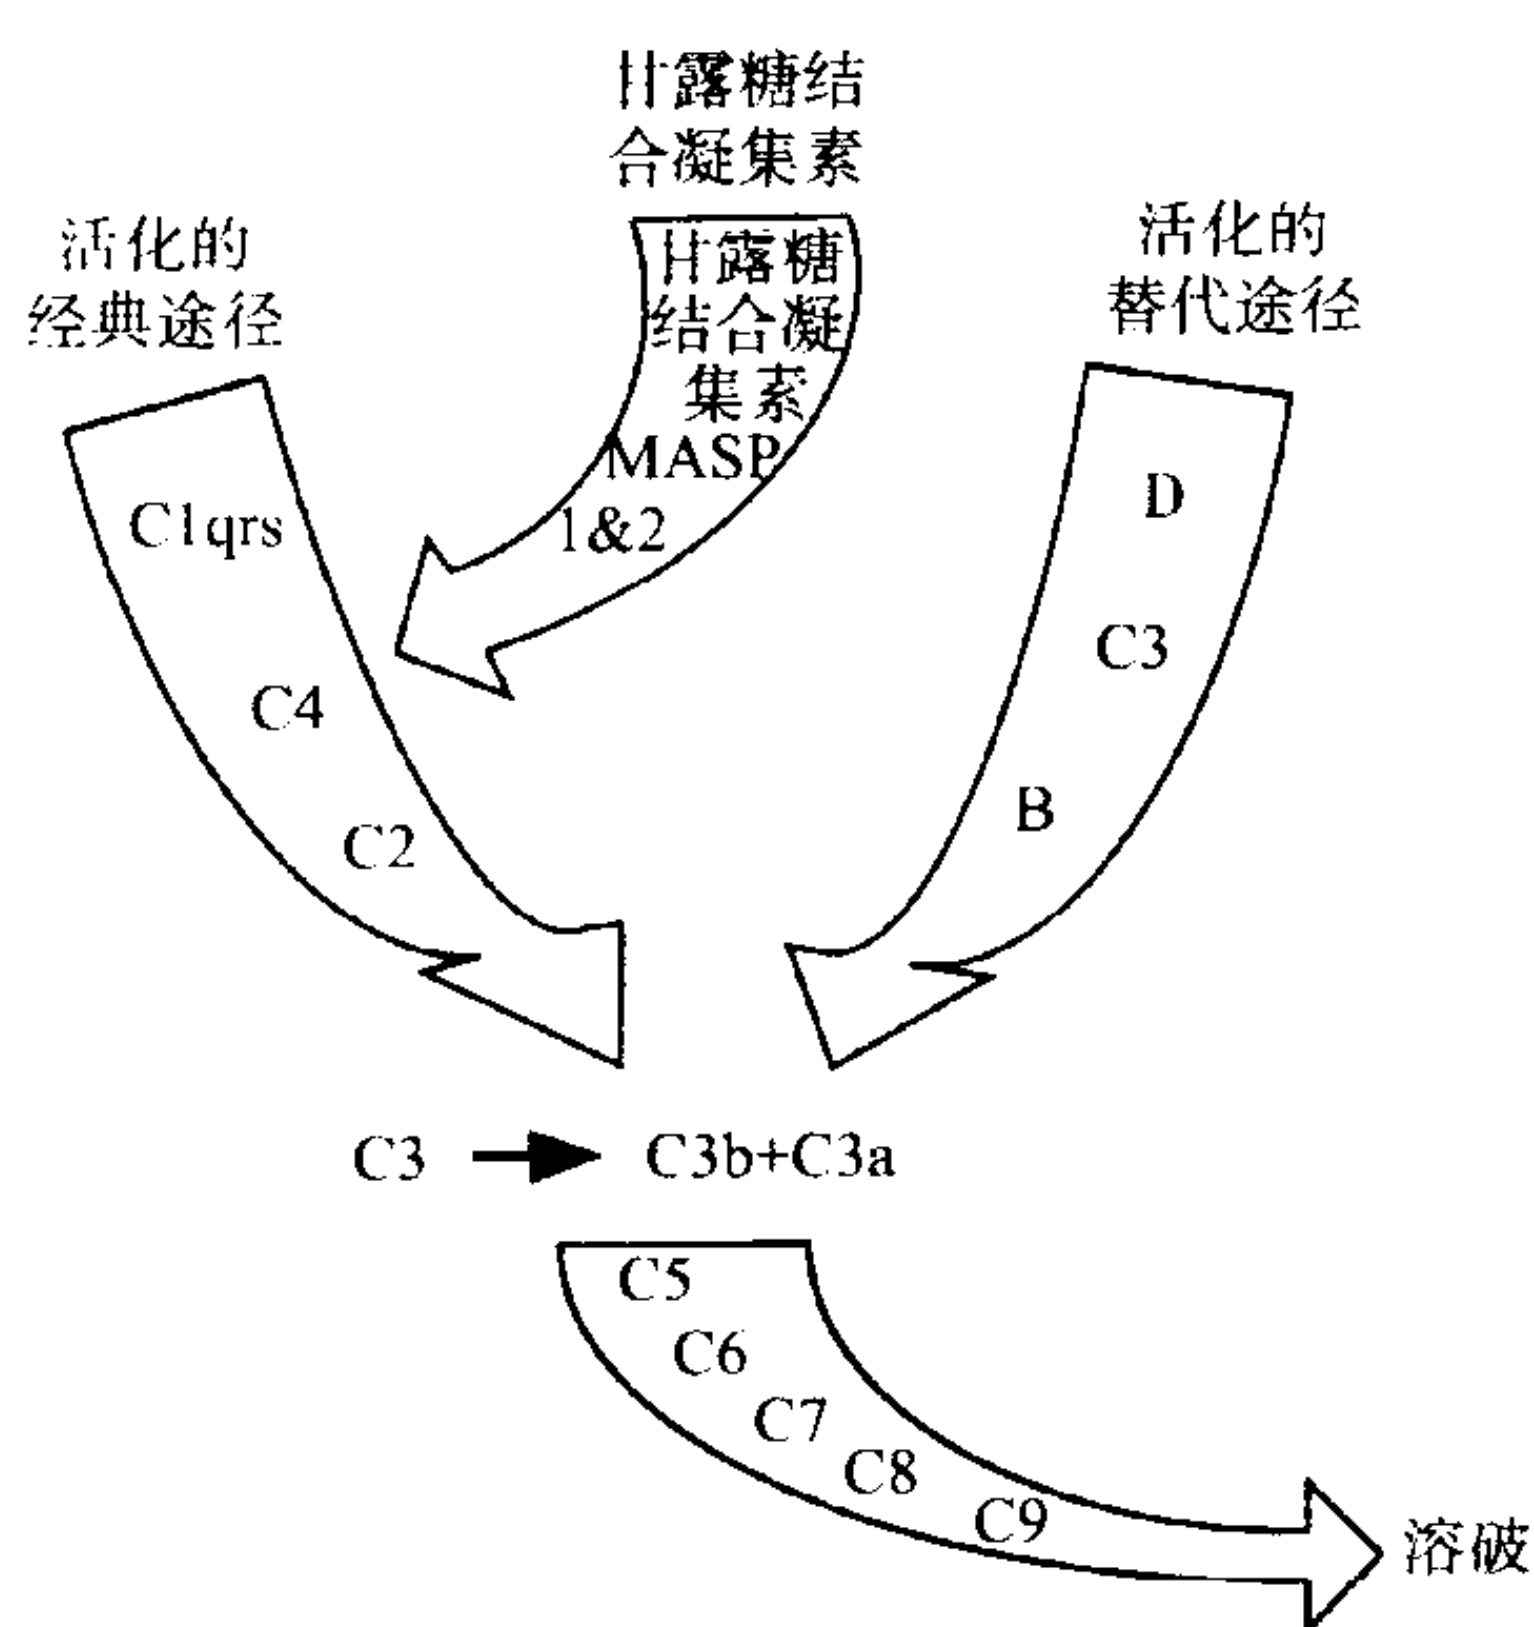 甘露糖结
合凝集素
活化的
经典途径
甘露糖
结合凝
集素
MASP
1&2
活化的
替代途径
C1qrs
C4
C2
D
C3
B
C3 → C3b+C3a
C5
C6
C7
C8
C9
溶破